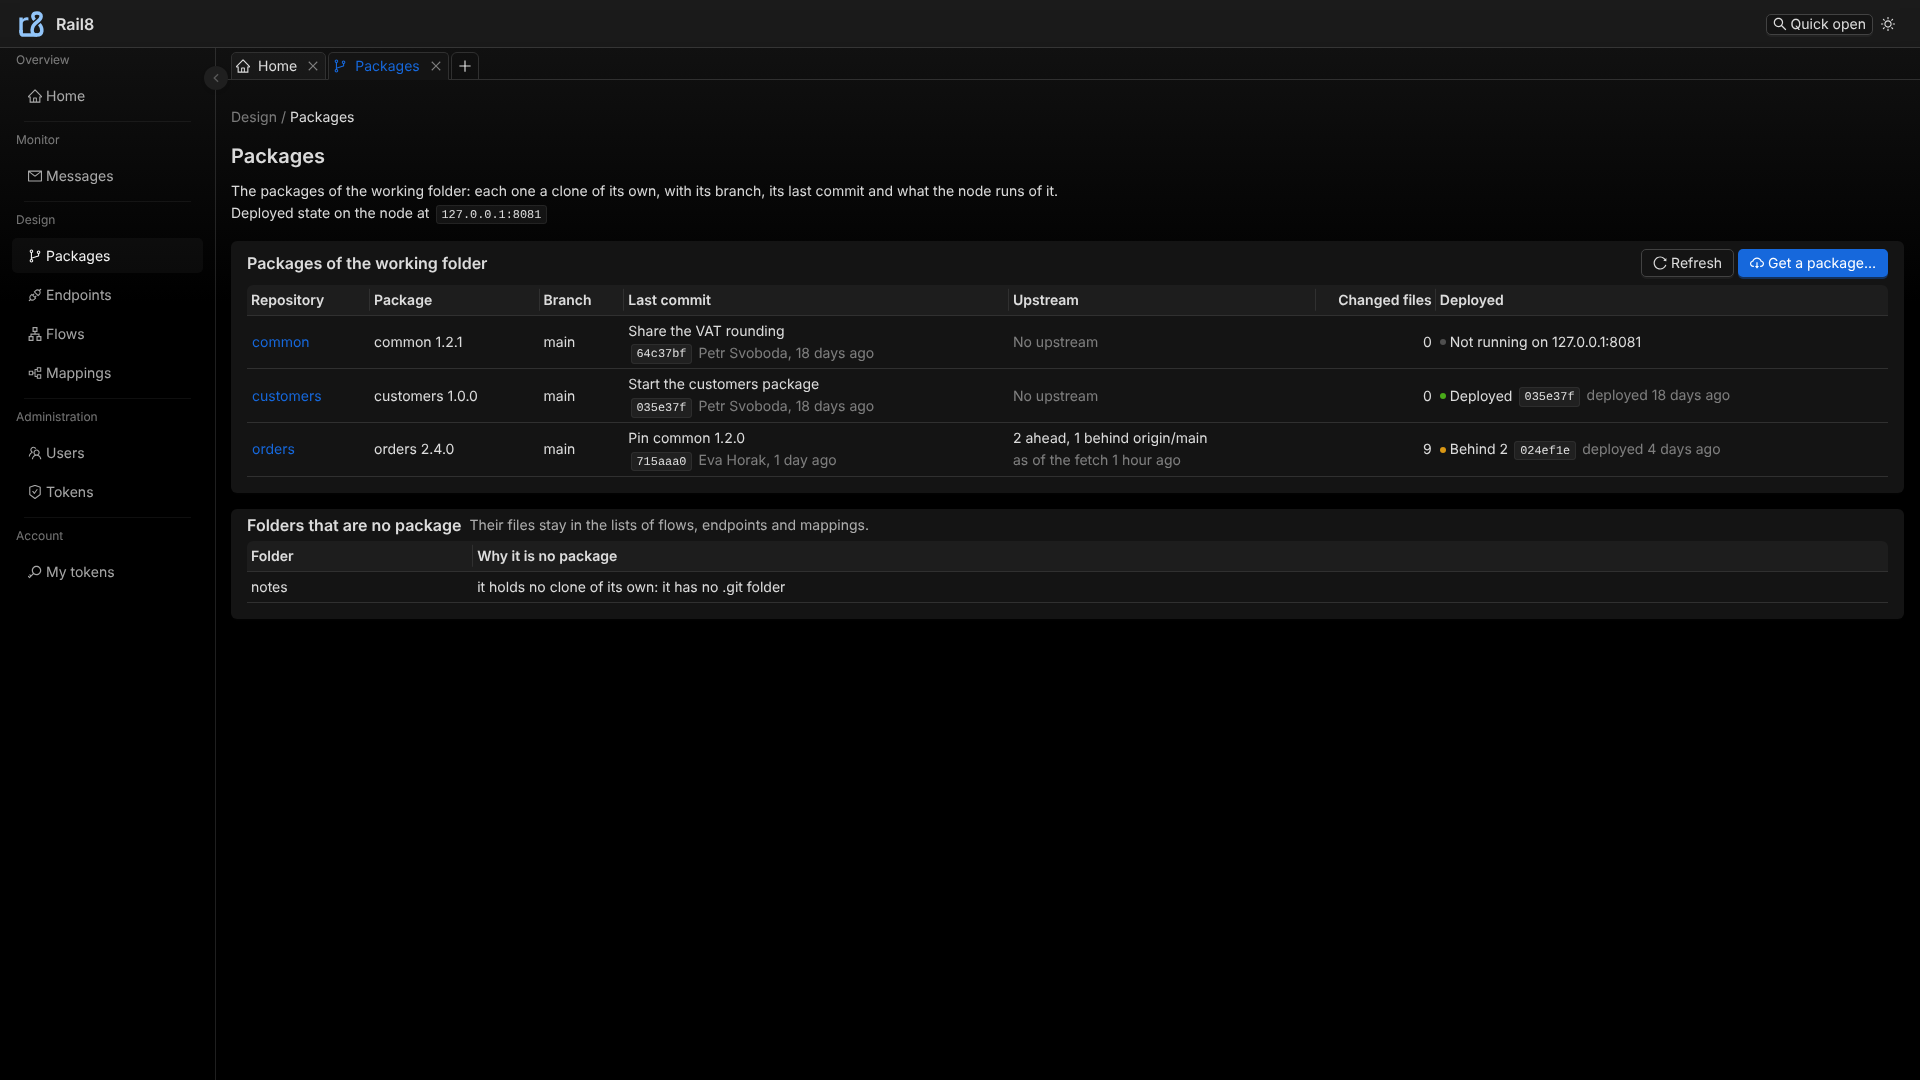 Rail8
Quick open
Overview
Home
Monitor
Messages
Design
Packages
Endpoints
Flows
Mappings
Administration
Users
Tokens
Account
My tokens
Home
Packages
Design / Packages
Packages
The packages of the working folder: each one a clone of its own, with its branch, its last commit and what the node runs of it.
Deployed state on the node at 127.0.0.1:8081
Packages of the working folder
Refresh
Get a package...
Repository Package Branch Last commit Upstream Changed files Deployed
common common 1.2.1 main Share the VAT rounding No upstream 0 Not running on 127.0.0.1:8081
64c37bf Petr Svoboda, 18 days ago
customers customers 1.0.0 main Start the customers package No upstream 0 Deployed 035e37f deployed 18 days ago
035e37f Petr Svoboda, 18 days ago
orders orders 2.4.0 main Pin common 1.2.0 2 ahead, 1 behind origin/main 9 Behind 2 024ef1e deployed 4 days ago
715aaa0 Eva Horak, 1 day ago as of the fetch 1 hour ago
Folders that are no package Their files stay in the lists of flows, endpoints and mappings.
Folder Why it is no package
notes it holds no clone of its own: it has no .git folder